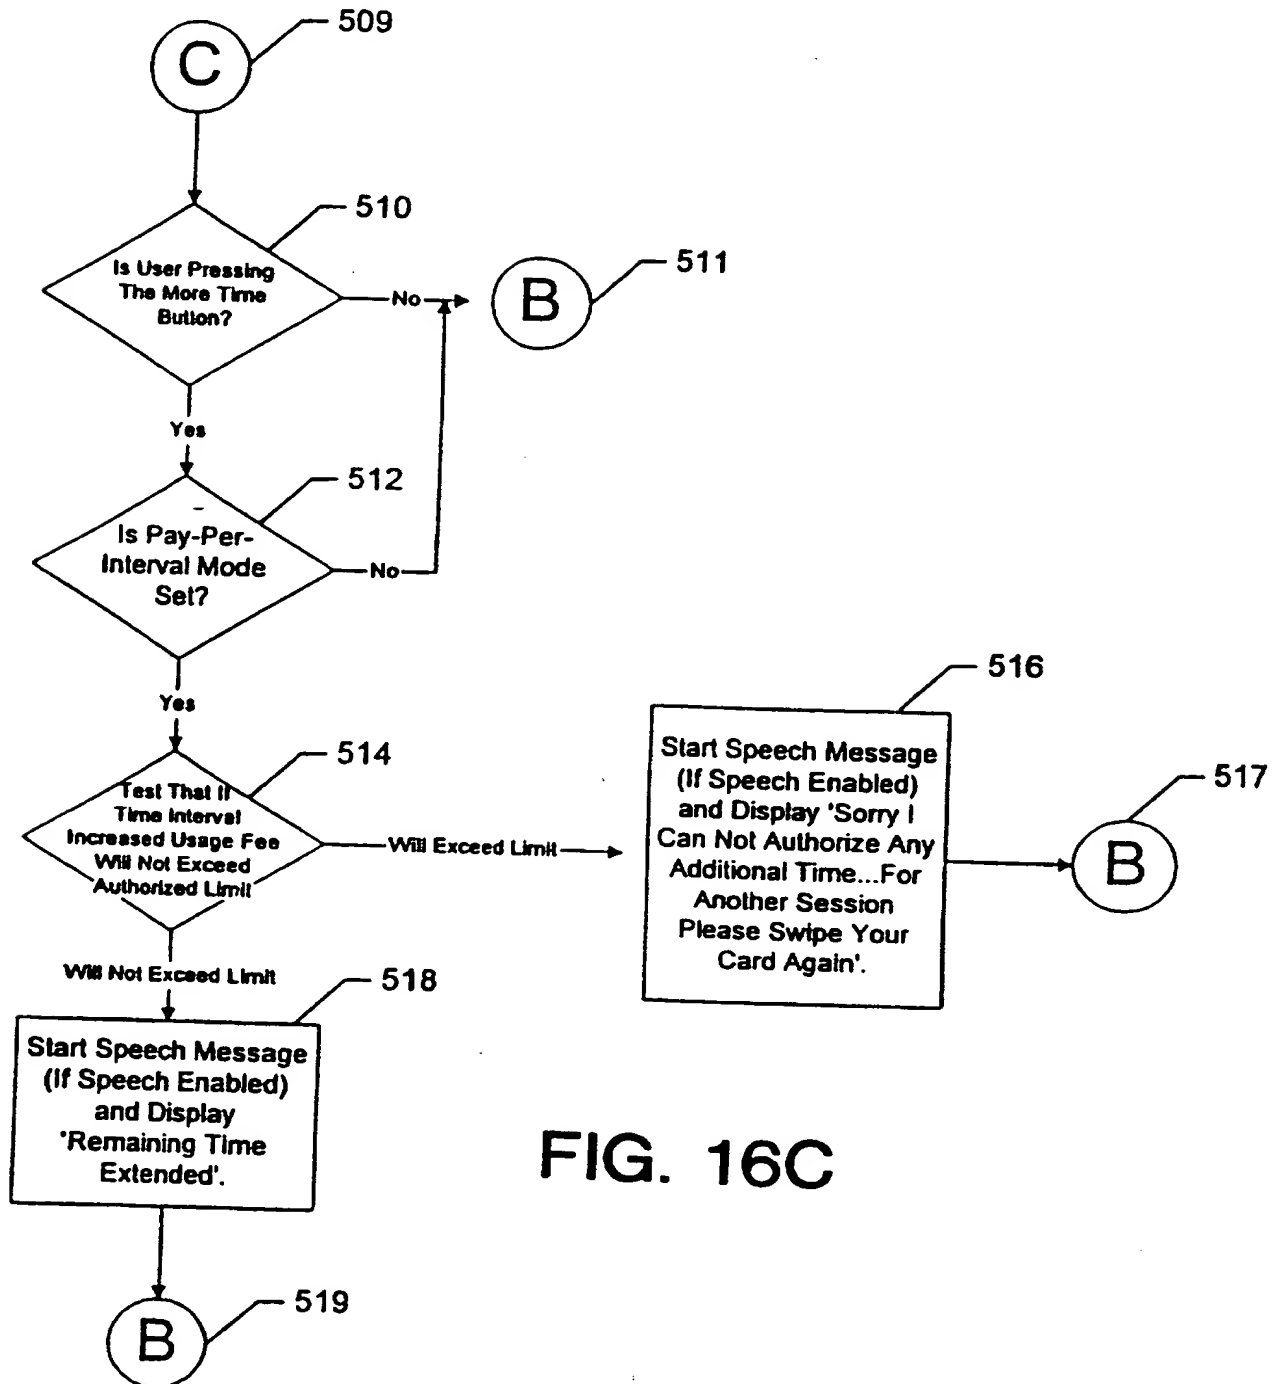 509
C
510
Is User Pressing
The More Time
Button?
No
511
B
Yes
512
Is Pay-Per-
Interval Mode
Set?
No
Yes
514
Test That If
Time Interval
Increased Usage Fee
Will Not Exceed
Authorized Limit
Will Exceed Limit
516
Start Speech Message
(If Speech Enabled)
and Display 'Sorry I
Can Not Authorize Any
Additional Time...For
Another Session
Please Swipe Your
Card Again'.
517
B
Will Not Exceed Limit
518
Start Speech Message
(If Speech Enabled)
and Display
'Remaining Time
Extended'.
FIG. 16C
519
B